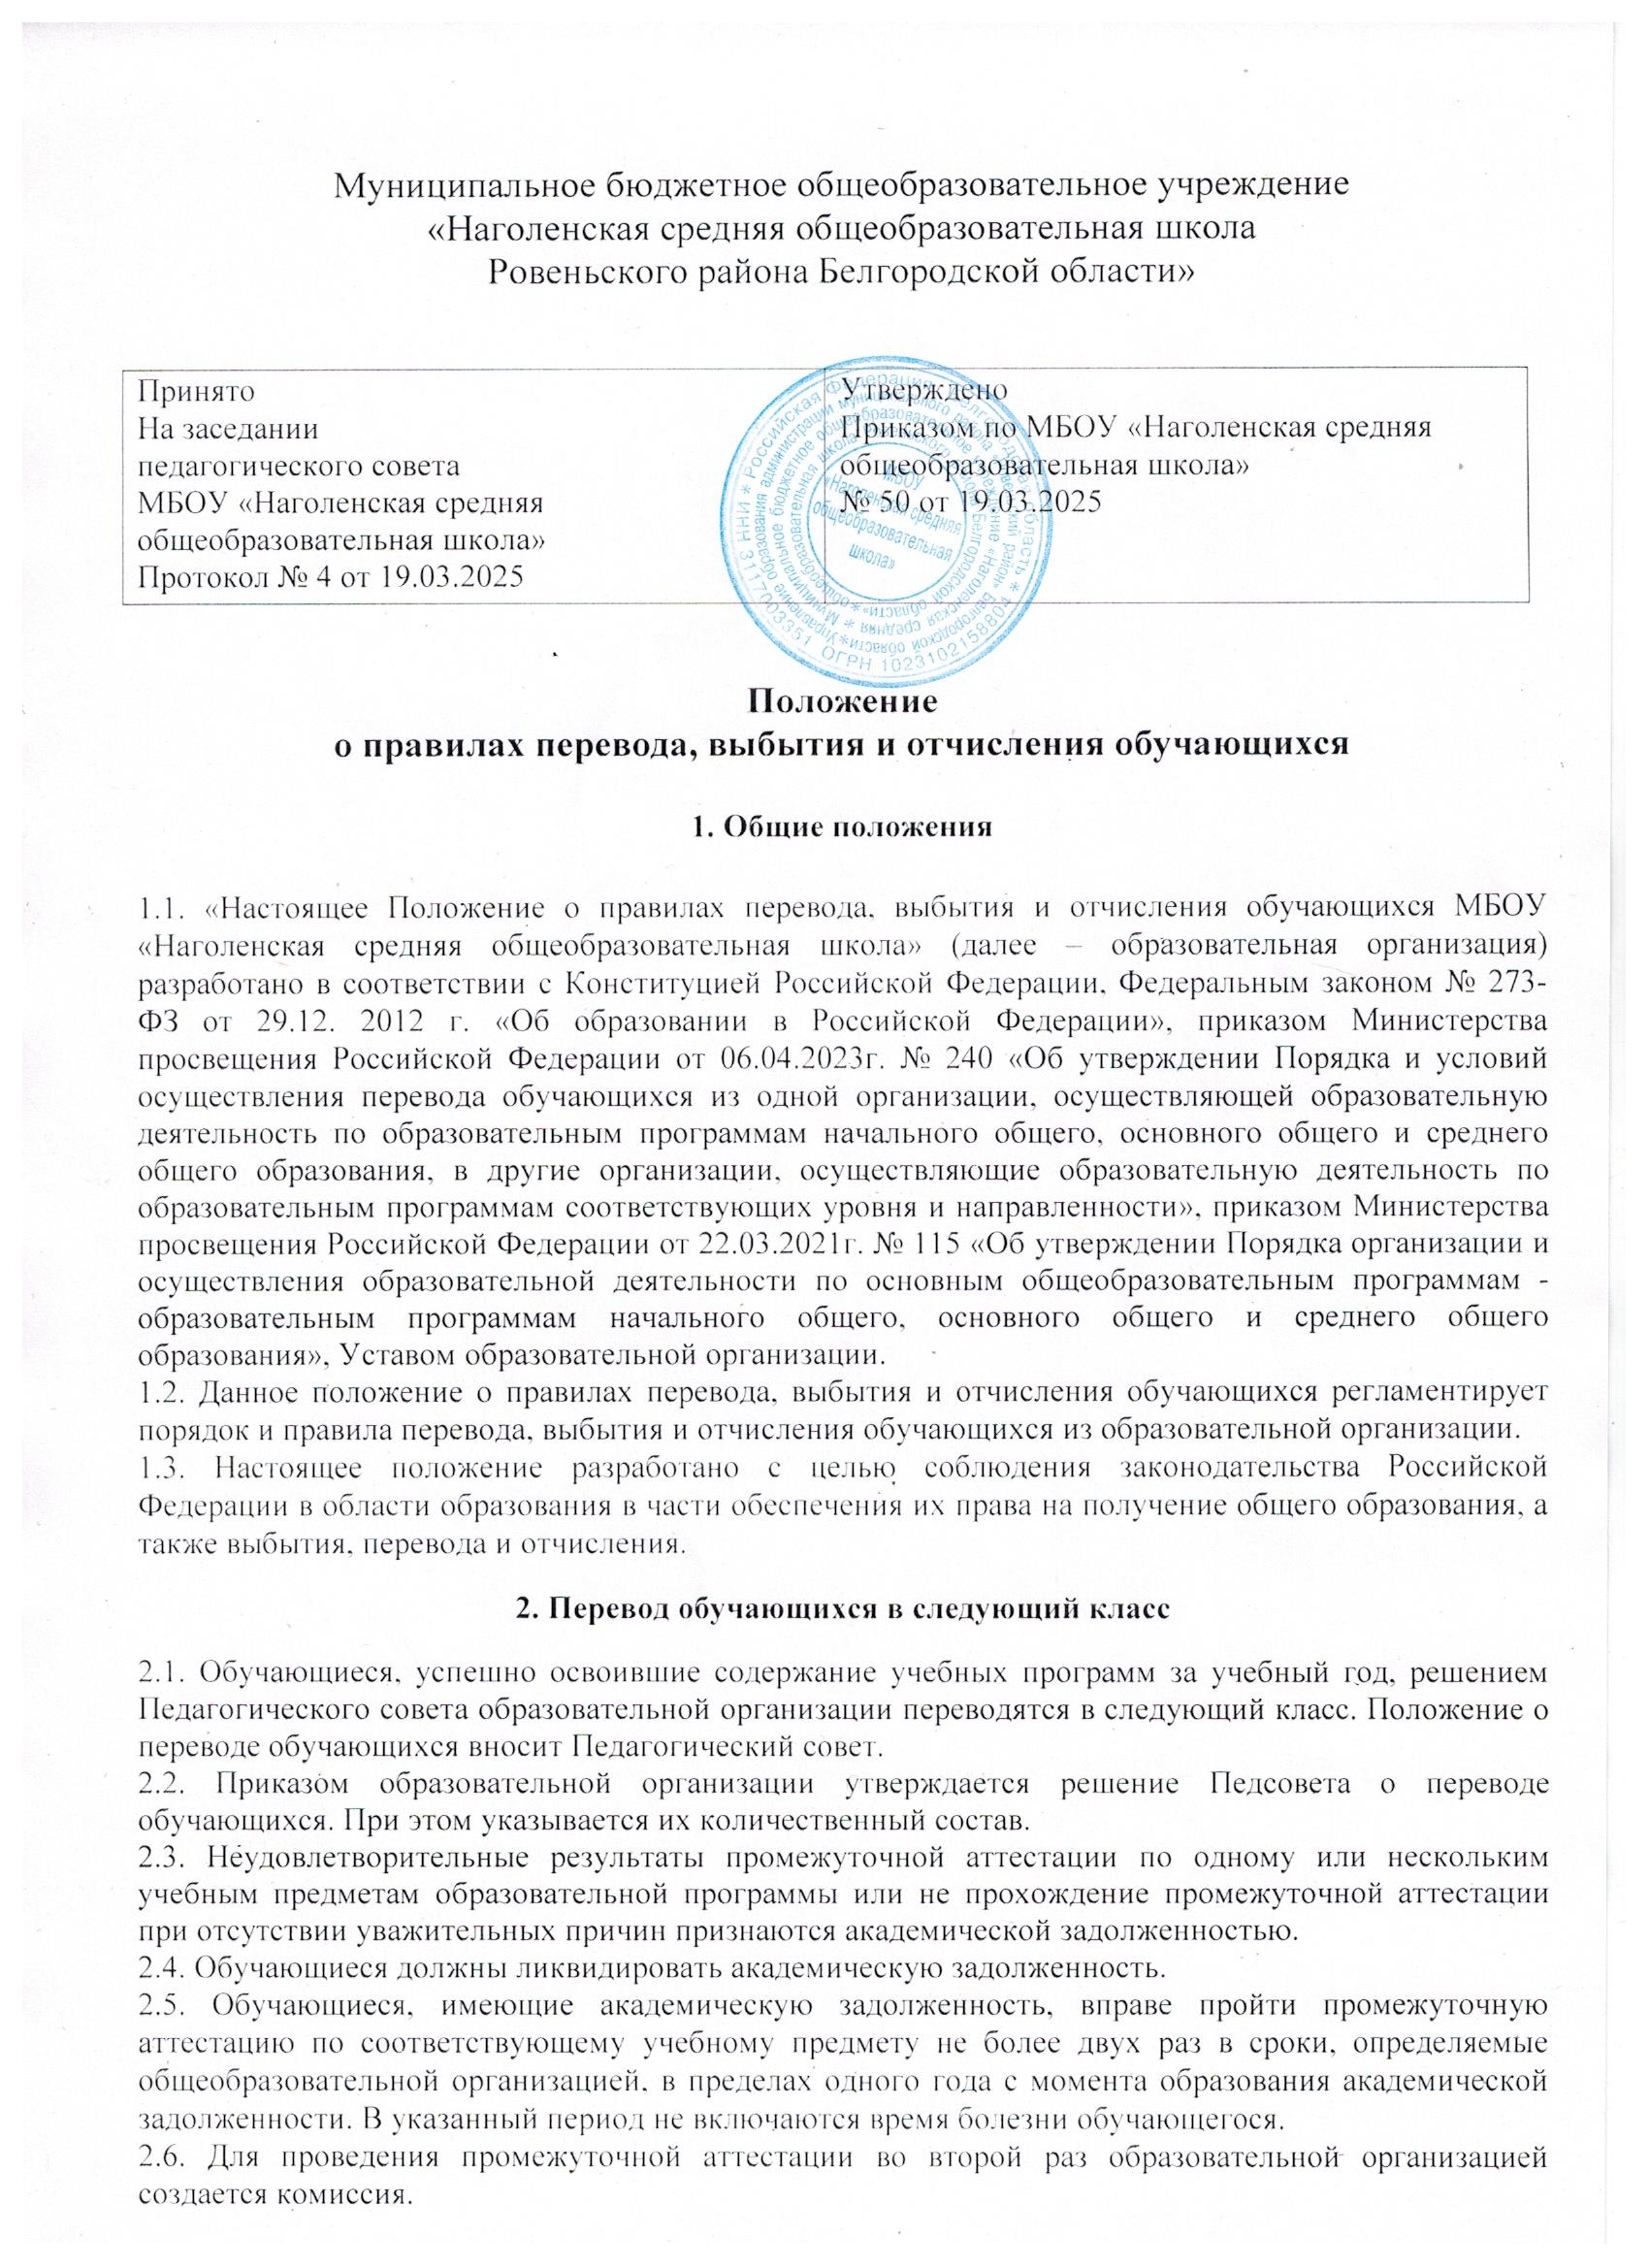 Муниципальное бюджетное общеобразовательное учреждение
«Наголенская средняя общеобразовательная школа
Ровеньского района Белгородской области»
Принято
На заседании
педагогического совета
МБОУ «Наголенская средняя
общеобразовательная школа»
Протокол № 4 от 19.03.2025
Утверждено
Приказом по МБОУ «Наголенская средняя
общеобразовательная школа»
№ 50 от 19.03.2025
МБОУ
«Наголенская средняя
общеобразовательная
школа»
ОГРН 1023102158804
Положение
о правилах перевода, выбытия и отчисления обучающихся
1. Общие положения
1.1. «Настоящее Положение о правилах перевода, выбытия и отчисления обучающихся МБОУ
«Наголенская средняя общеобразовательная школа» (далее – образовательная организация)
разработано в соответствии с Конституцией Российской Федерации, Федеральным законом № 273-
ФЗ от 29.12. 2012 г. «Об образовании в Российской Федерации», приказом Министерства
просвещения Российской Федерации от 06.04.2023г. № 240 «Об утверждении Порядка и условий
осуществления перевода обучающихся из одной организации, осуществляющей образовательную
деятельность по образовательным программам начального общего, основного общего и среднего
общего образования, в другие организации, осуществляющие образовательную деятельность по
образовательным программам соответствующих уровня и направленности», приказом Министерства
просвещения Российской Федерации от 22.03.2021г. № 115 «Об утверждении Порядка организации и
осуществления образовательной деятельности по основным общеобразовательным программам -
образовательным программам начального общего, основного общего и среднего общего
образования», Уставом образовательной организации.
1.2. Данное положение о правилах перевода, выбытия и отчисления обучающихся регламентирует
порядок и правила перевода, выбытия и отчисления обучающихся из образовательной организации.
1.3. Настоящее положение разработано с целью соблюдения законодательства Российской
Федерации в области образования в части обеспечения их права на получение общего образования, а
также выбытия, перевода и отчисления.
2. Перевод обучающихся в следующий класс
2.1. Обучающиеся, успешно освоившие содержание учебных программ за учебный год, решением
Педагогического совета образовательной организации переводятся в следующий класс. Положение о
переводе обучающихся вносит Педагогический совет.
2.2. Приказом образовательной организации утверждается решение Педсовета о переводе
обучающихся. При этом указывается их количественный состав.
2.3. Неудовлетворительные результаты промежуточной аттестации по одному или нескольким
учебным предметам образовательной программы или не прохождение промежуточной аттестации
при отсутствии уважительных причин признаются академической задолженностью.
2.4. Обучающиеся должны ликвидировать академическую задолженность.
2.5. Обучающиеся, имеющие академическую задолженность, вправе пройти промежуточную
аттестацию по соответствующему учебному предмету не более двух раз в сроки, определяемые
общеобразовательной организацией, в пределах одного года с момента образования академической
задолженности. В указанный период не включаются время болезни обучающегося.
2.6. Для проведения промежуточной аттестации во второй раз образовательной организацией
создается комиссия.